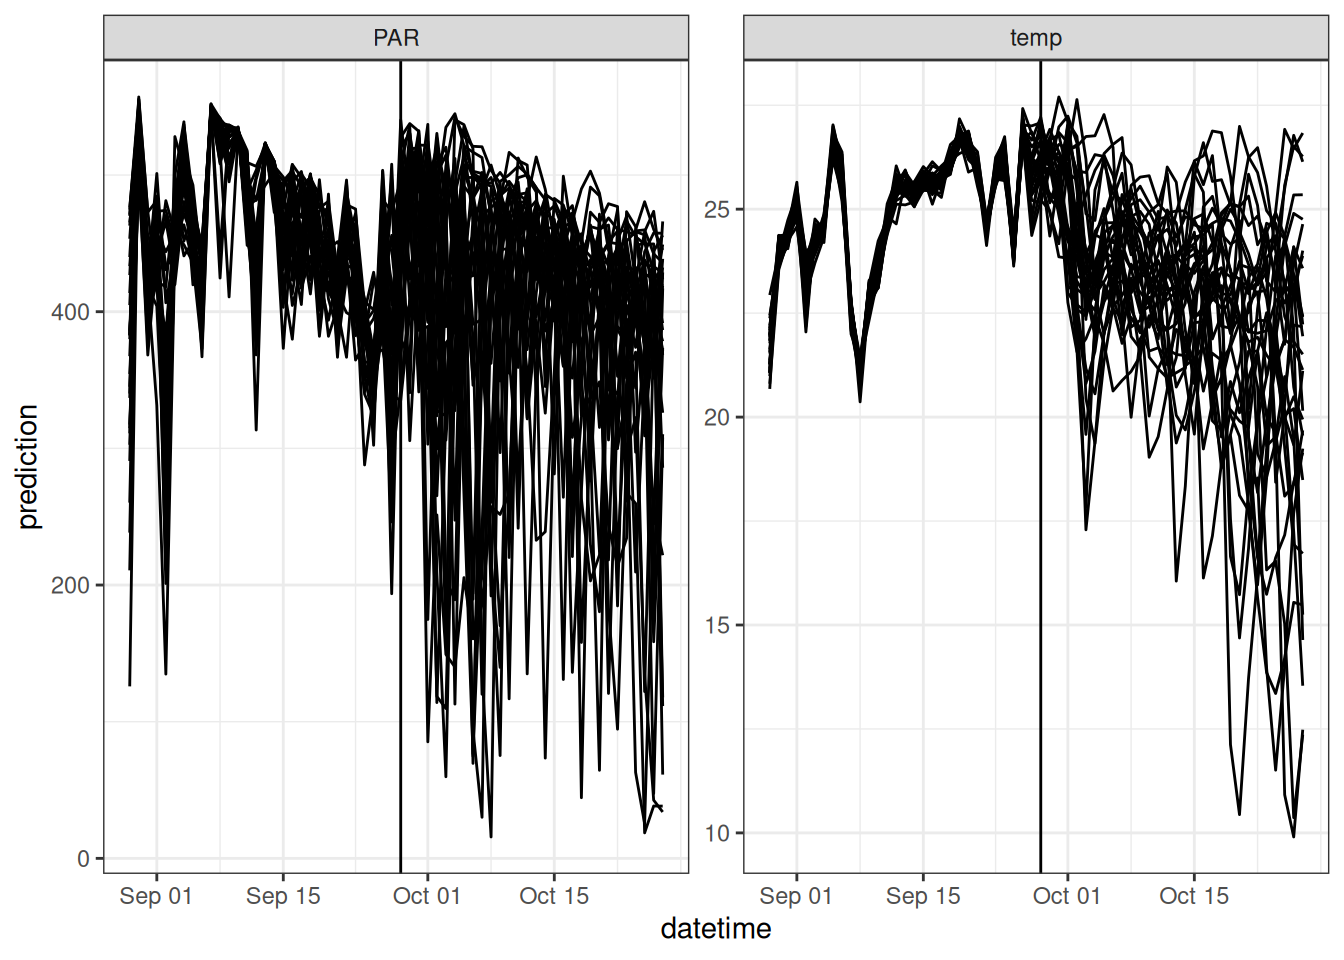 PAR
temp
prediction
400
200
0
25
20
15
10
Sep 01
Sep 15
Oct 01
Oct 15
Sep 01
Sep 15
Oct 01
Oct 15
datetime